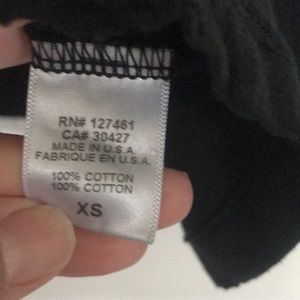 RN# 127461
CA# 30427
MADE IN U.S.A.
FABRIQUE EN U.S.A.
100% COTTON
100% COTTON
XS